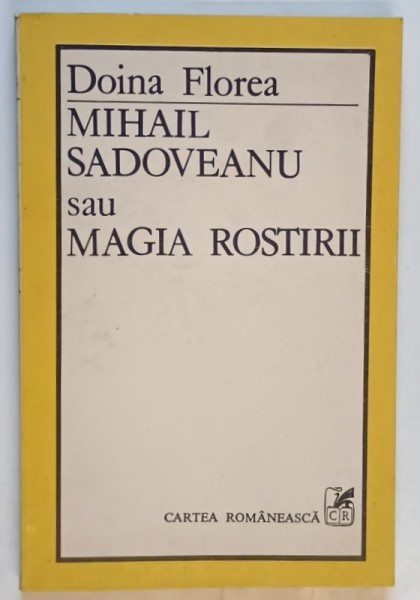 Doina Florea
MIHAIL
SADOVEANU
sau
MAGIA ROSTIRII
CARTEA ROMÂNEASCĂ
CR